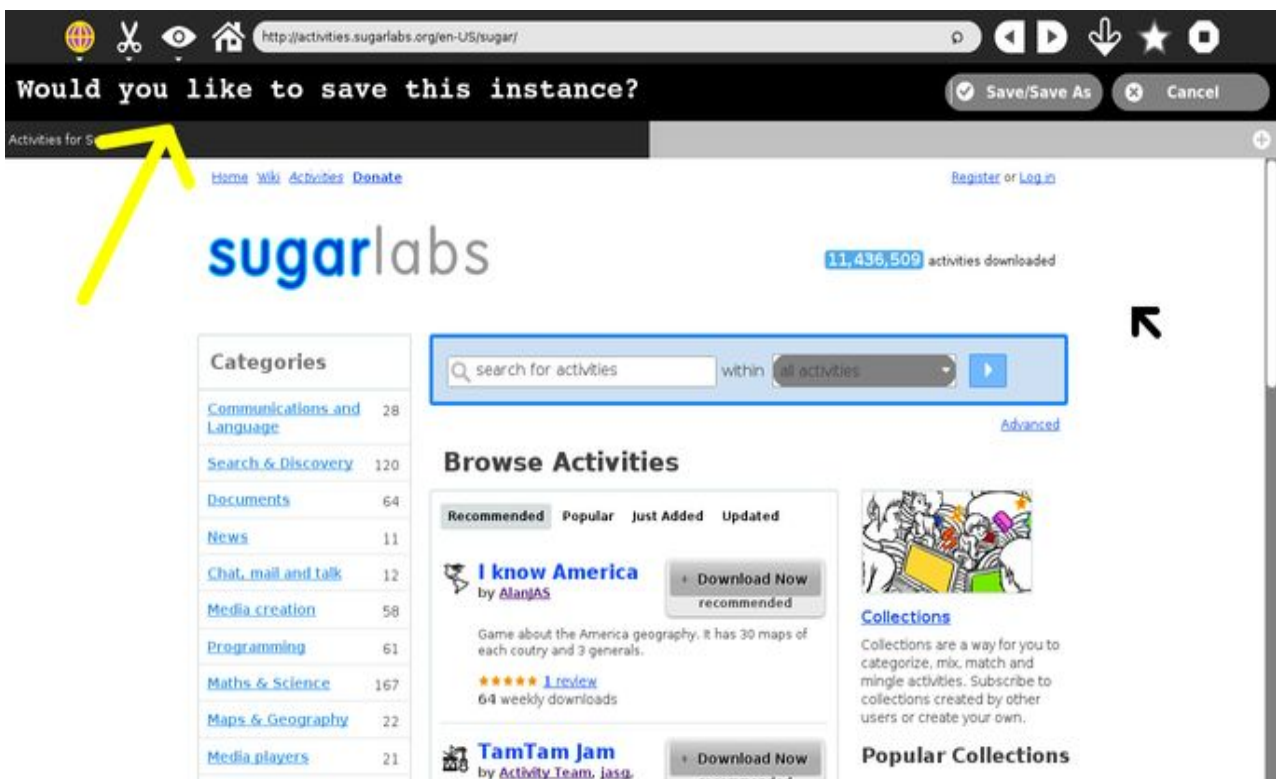 http://activities.sugarlabs.org/en-US/sugar/
Would you like to save this instance?
Save/Save As
Cancel
Activities for S
Home Wiki Activities Donate
Register or Log in
sugarlabs
11,436,509 activities downloaded
Categories
search for activities within all activities
Communications and Language 28
Advanced
Search & Discovery 120
Browse Activities
Documents 64
Recommended Popular Just Added Updated
News 11
Chat, mail and talk 12
I know America
Download Now
by AlanJAS
recommended
Media creation 58
Collections
Game about the America geography. It has 30 maps of
each coutry and 3 generals.
Collections are a way for you to
categorize, mix, match and
mingle activities. Subscribe to
collections created by other
users or create your own.
Programming 61
1 review
64 weekly downloads
Maths & Science 167
Maps & Geography 22
Media players 21
TamTam Jam
Download Now
by Activity Team, jasg,
Popular Collections